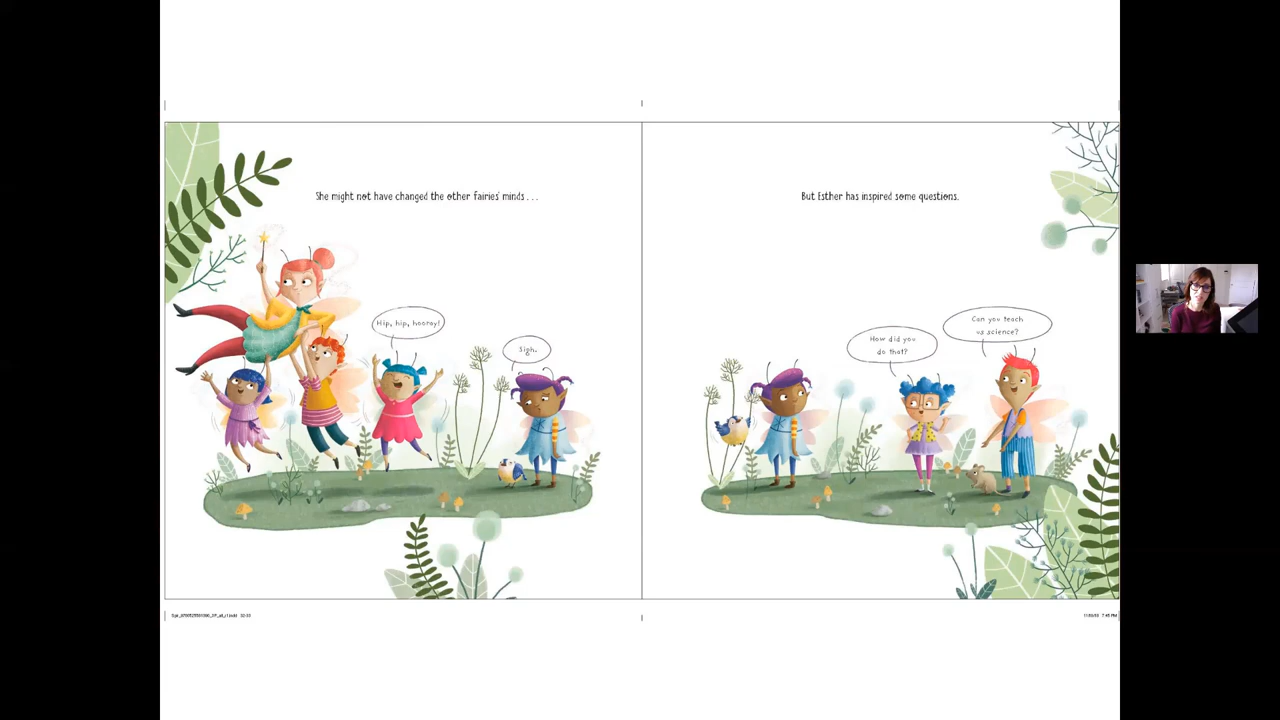 She might not have changed the other fairies' minds . . .
Hip, hip, hooray!
Sigh.
But Esther has inspired some questions.
How did you
do that?
Can you teach
us science?